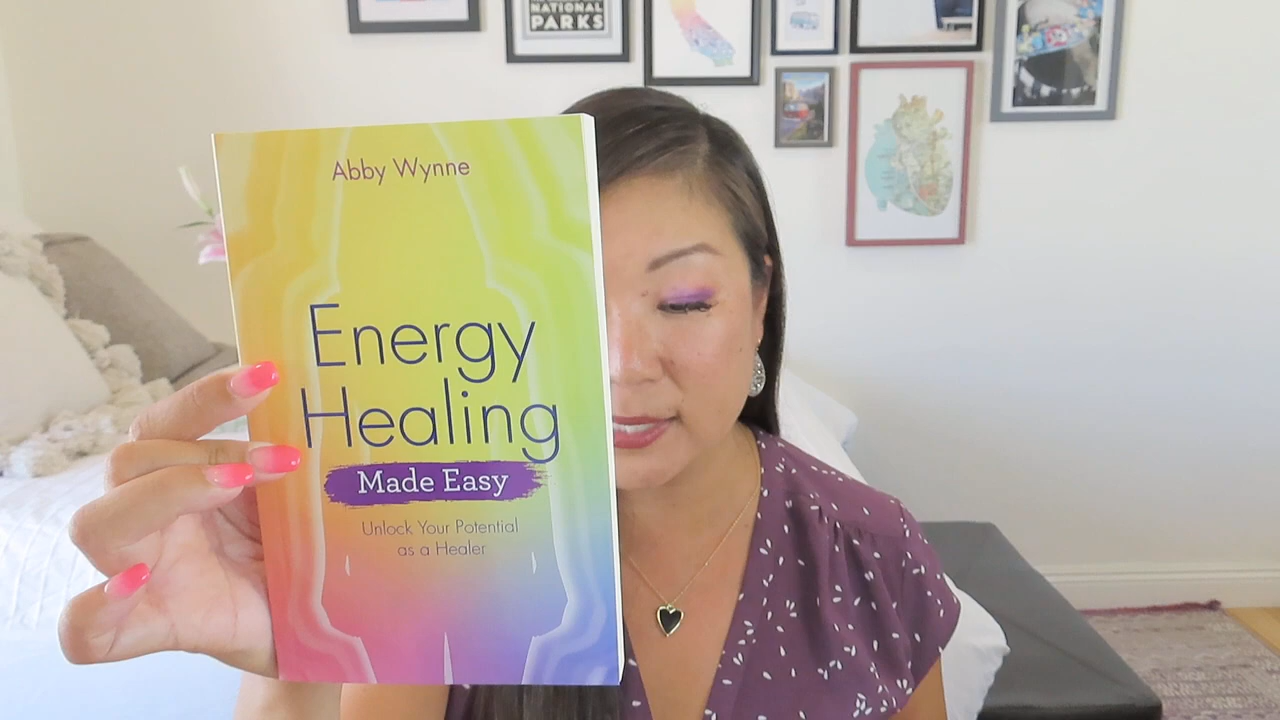 NATIONAL
PARKS
Abby Wynne
Energy
Healing
Made Easy
Unlock Your Potential
as a Healer